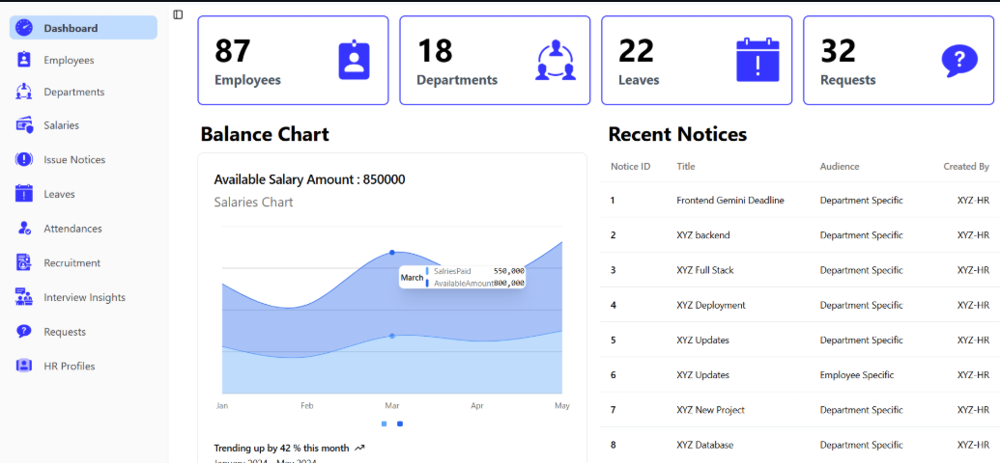 Dashboard
Employees
Departments
Salaries
Issue Notices
Leaves
Attendances
Recruitment
Interview Insights
Requests
HR Profiles
87
Employees
18
Departments
22
Leaves
32
Requests
Balance Chart
Available Salary Amount : 850000
Salaries Chart
March
SalriesPaid 550,000
AvailableAmount 800,000
Jan Feb Mar Apr May
Trending up by 42 % this month
January 2024 - May 2024
Recent Notices
Notice ID Title Audience Created By
1 Frontend Gemini Deadline Department Specific XYZ-HR
2 XYZ backend Department Specific XYZ-HR
3 XYZ Full Stack Department Specific XYZ-HR
4 XYZ Deployment Department Specific XYZ-HR
5 XYZ Updates Department Specific XYZ-HR
6 XYZ Updates Employee Specific XYZ-HR
7 XYZ New Project Department Specific XYZ-HR
8 XYZ Database Department Specific XYZ-HR